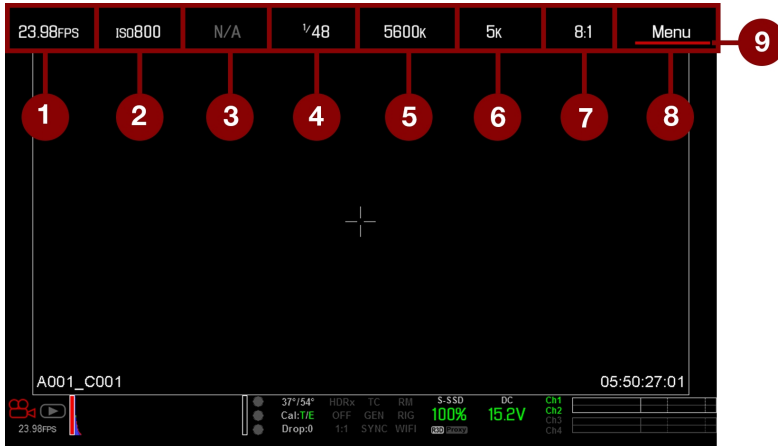 23.98FPS ISO800 N/A 1/48 5600K 5K 8:1 Menu 9
1 2 3 4 5 6 7 8
A001_C001 05:50:27:01
37°/54° HDRx TC RM S-SSD DC Ch1
Cal:T/E OFF GEN RIG 100% 15.2V Ch2
23.98FPS Drop:0 1:1 SYNC WIFI R3D Proxy Ch3
Ch4